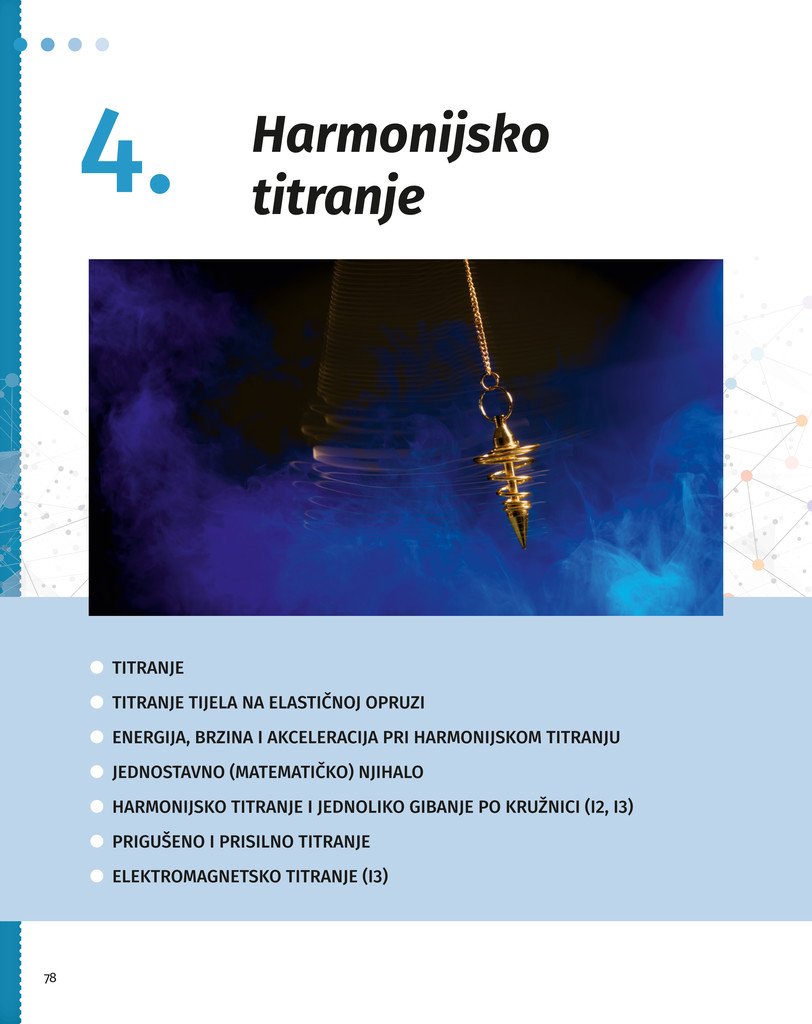 4.
Harmonijsko
titranje
TITRANJE
TITRANJE TIJELA NA ELASTIČNOJ OPRUZI
ENERGIJA, BRZINA I AKCELERACIJA PRI HARMONIJSKOM TITRANJU
JEDNOSTAVNO (MATEMATIČKO) NJIHALO
HARMONIJSKO TITRANJE I JEDNOLIKO GIBANJE PO KRUŽNICI (I2, I3)
PRIGUŠENO I PRISILNO TITRANJE
ELEKTROMAGNETSKO TITRANJE (I3)
78